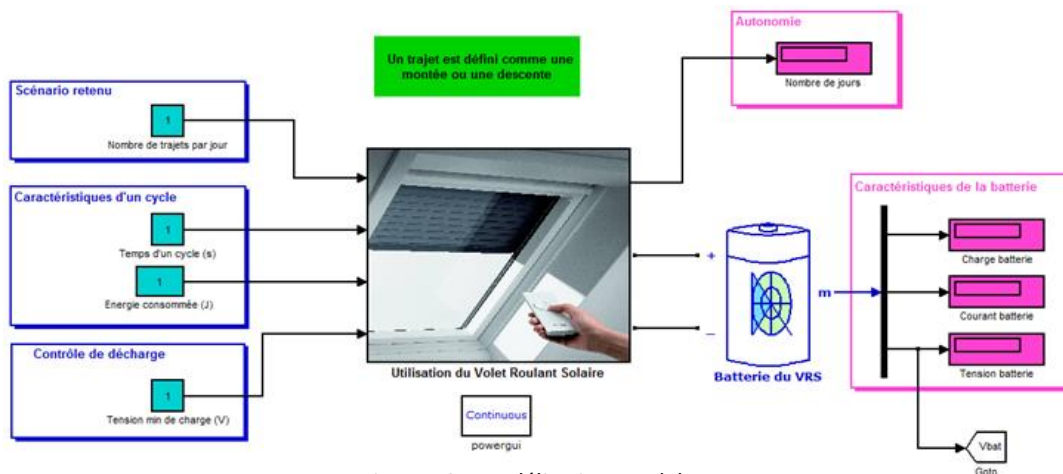 Autonomie
Nombre de jours
Un trajet est défini comme une
montée ou une descente
Scénario retenu
1
Nombre de trajets par jour
Caractéristiques d'un cycle
1
Temps d'un cycle (s)
1
Energie consommée (J)
Contrôle de décharge
1
Tension min de charge (V)
Utilisation du Volet Roulant Solaire
Continuous
powergui
+
m
–
Batterie du VRS
Caractéristiques de la batterie
Charge batterie
Courant batterie
Tension batterie
Vbat
Goto